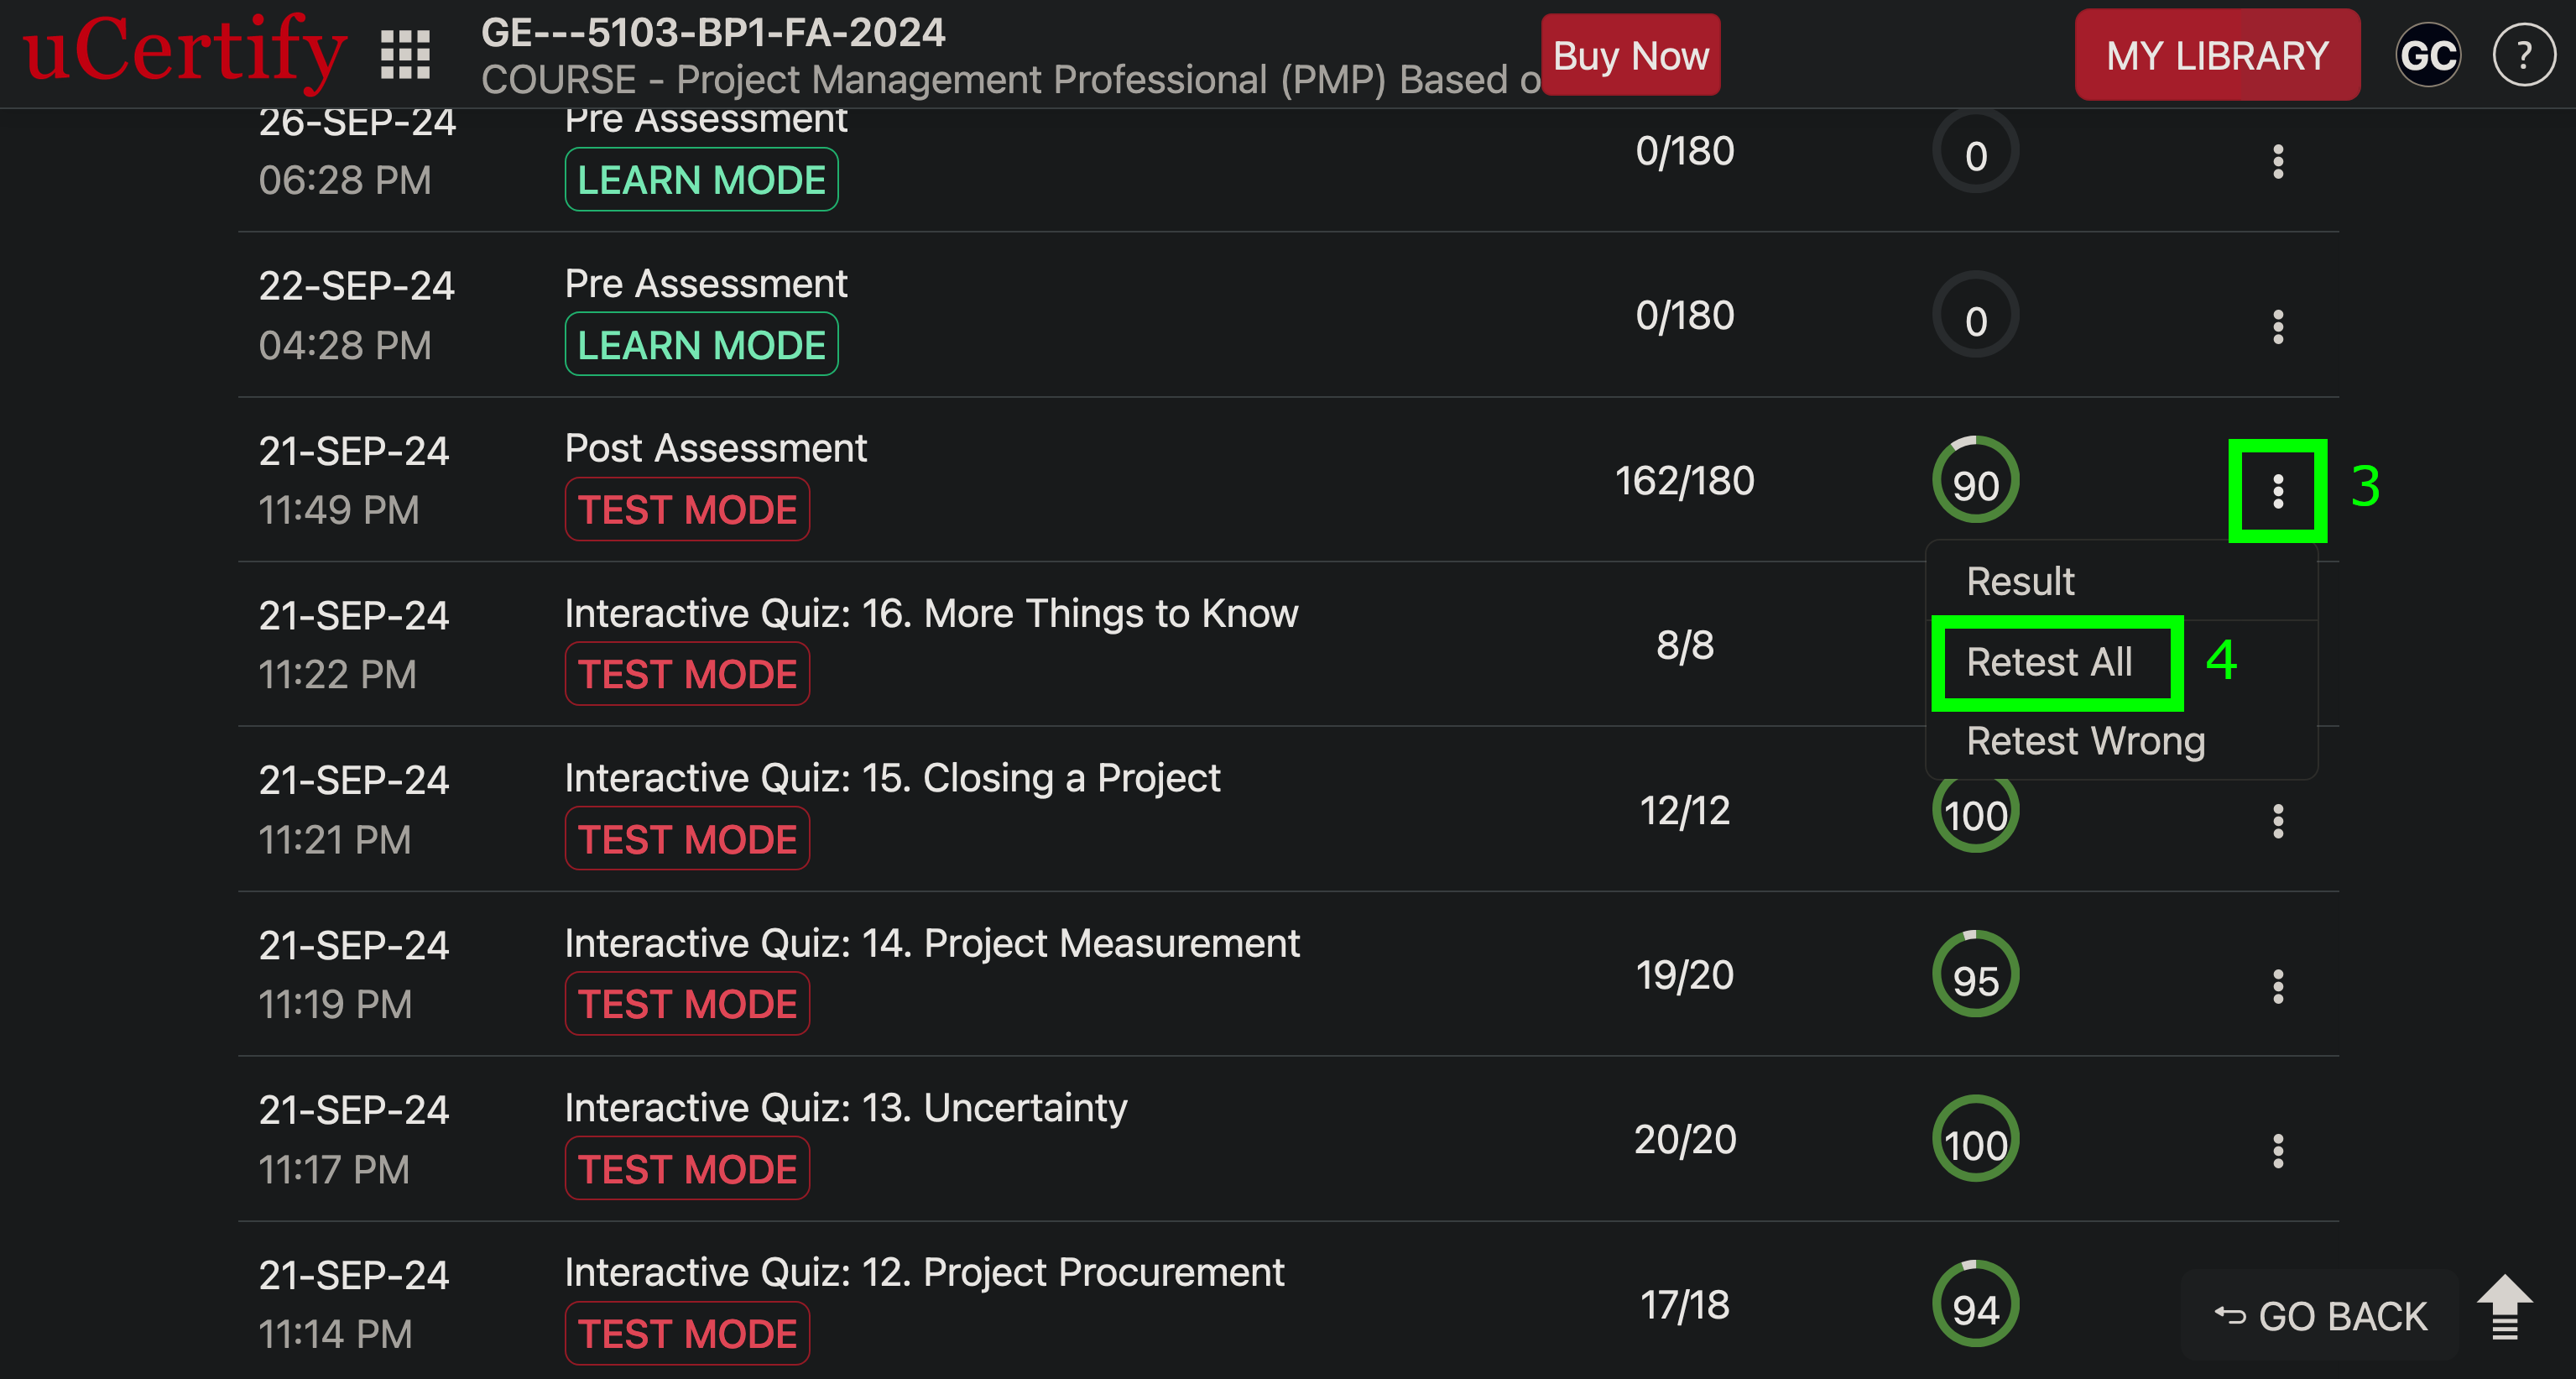 uCertify
GE---5103-BP1-FA-2024
COURSE - Project Management Professional (PMP) Based o
Buy Now
MY LIBRARY
GC
?
26-SEP-24
06:28 PM
Pre Assessment
LEARN MODE
0/180
0
22-SEP-24
04:28 PM
Pre Assessment
LEARN MODE
0/180
0
21-SEP-24
11:49 PM
Post Assessment
TEST MODE
162/180
90
3
Result
Retest All
4
Retest Wrong
21-SEP-24
11:22 PM
Interactive Quiz: 16. More Things to Know
TEST MODE
8/8
21-SEP-24
11:21 PM
Interactive Quiz: 15. Closing a Project
TEST MODE
12/12
100
21-SEP-24
11:19 PM
Interactive Quiz: 14. Project Measurement
TEST MODE
19/20
95
21-SEP-24
11:17 PM
Interactive Quiz: 13. Uncertainty
TEST MODE
20/20
100
21-SEP-24
11:14 PM
Interactive Quiz: 12. Project Procurement
TEST MODE
17/18
94
GO BACK